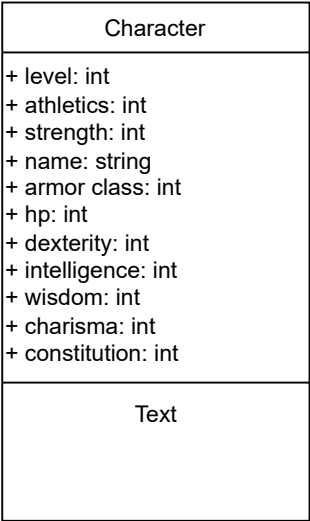 Character
+ level: int
+ athletics: int
+ strength: int
+ name: string
+ armor class: int
+ hp: int
+ dexterity: int
+ intelligence: int
+ wisdom: int
+ charisma: int
+ constitution: int
Text